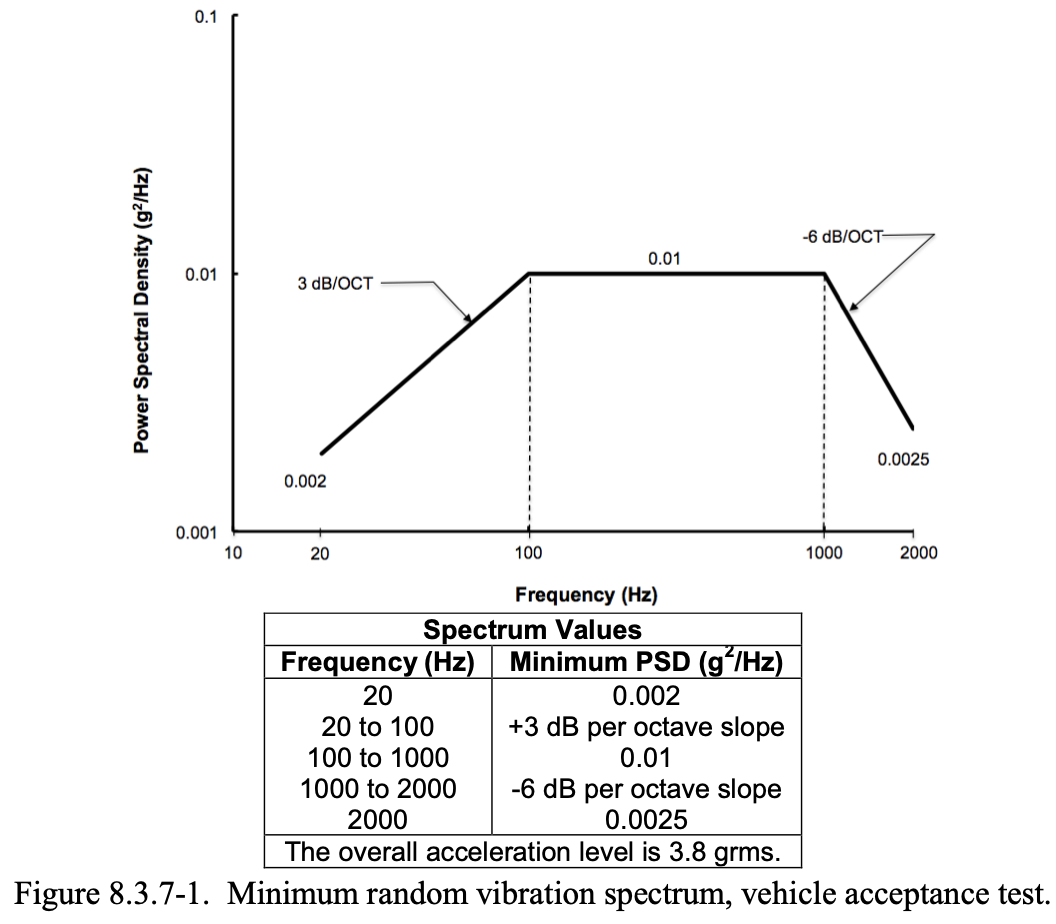 0.1
Power Spectral Density (g²/Hz)
-6 dB/OCT
0.01
0.01
3 dB/OCT
0.0025
0.002
0.001
10 20 100 1000 2000
Frequency (Hz)
Spectrum Values
Frequency (Hz) Minimum PSD (g²/Hz)
20 0.002
20 to 100 +3 dB per octave slope
100 to 1000 0.01
1000 to 2000 -6 dB per octave slope
2000 0.0025
The overall acceleration level is 3.8 grms.
Figure 8.3.7-1. Minimum random vibration spectrum, vehicle acceptance test.